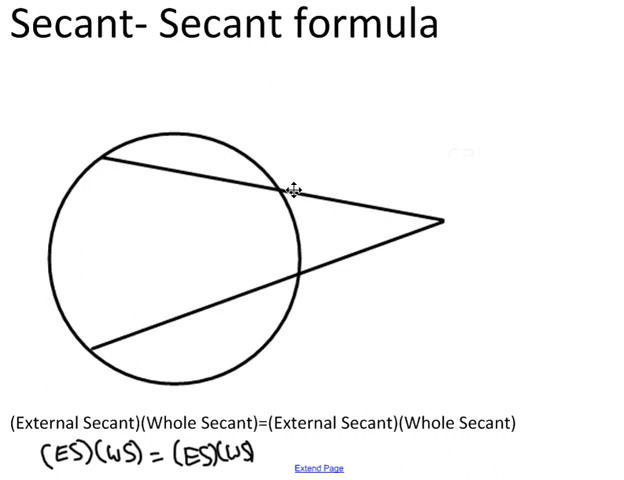 Secant- Secant formula
(External Secant)(Whole Secant)=(External Secant)(Whole Secant)
(ES)(WS) = (ES)(WS)
Extend Page